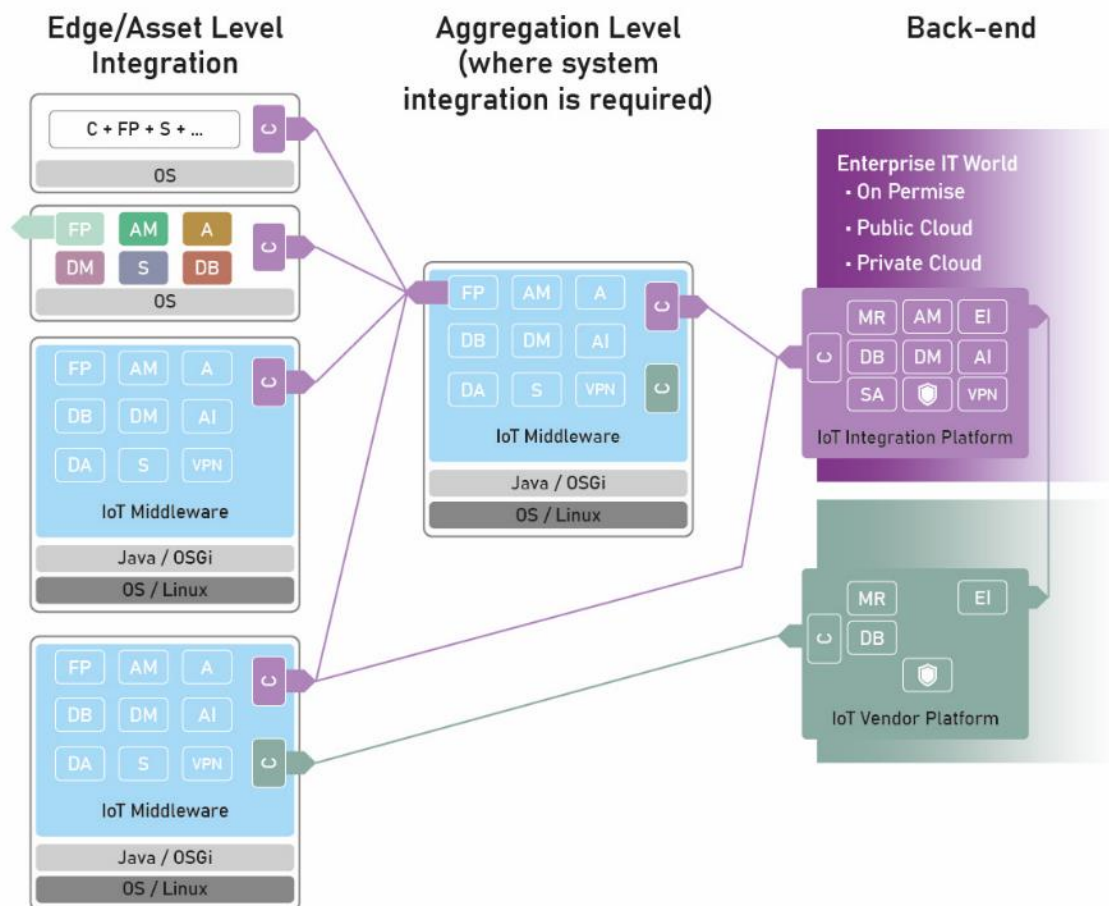 Edge/Asset Level
Integration
Aggregation Level
(where system
integration is required)
Back-end
C + FP + S + ...
C
OS
FP AM A
DM S DB
C
OS
FP AM A
DB DM AI
DA S VPN
C
IoT Middleware
Java / OSGi
OS / Linux
FP AM A
DB DM AI
DA S VPN
C
C
IoT Middleware
Java / OSGi
OS / Linux
FP AM A
DB DM AI
DA S VPN
C
C
IoT Middleware
Java / OSGi
OS / Linux
Enterprise IT World
· On Permise
· Public Cloud
· Private Cloud
C
MR AM EI
DB DM AI
SA VPN
IoT Integration Platform
C
MR EI
DB
IoT Vendor Platform